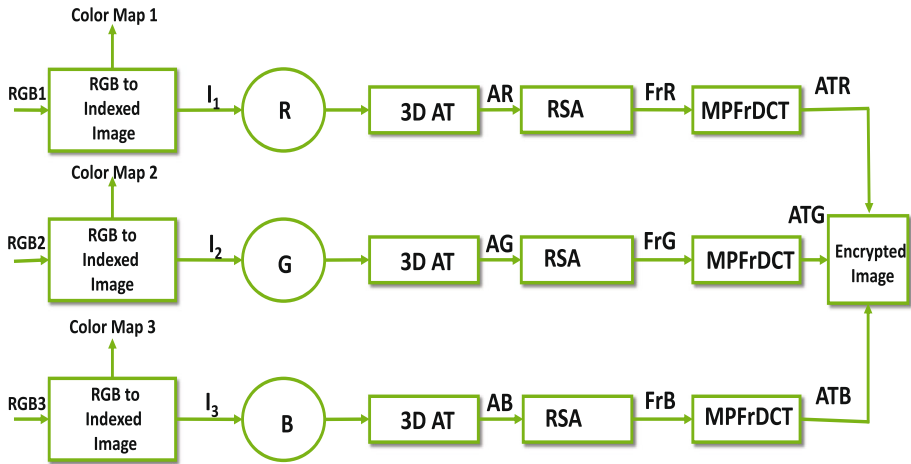 Color Map 1
RGB1
RGB to
Indexed
Image
I1
R
3D AT
AR
RSA
FrR
MPFrDCT
ATR
Color Map 2
RGB2
RGB to
Indexed
Image
I2
G
3D AT
AG
RSA
FrG
MPFrDCT
ATG
Encrypted
Image
Color Map 3
RGB3
RGB to
Indexed
Image
I3
B
3D AT
AB
RSA
FrB
MPFrDCT
ATB